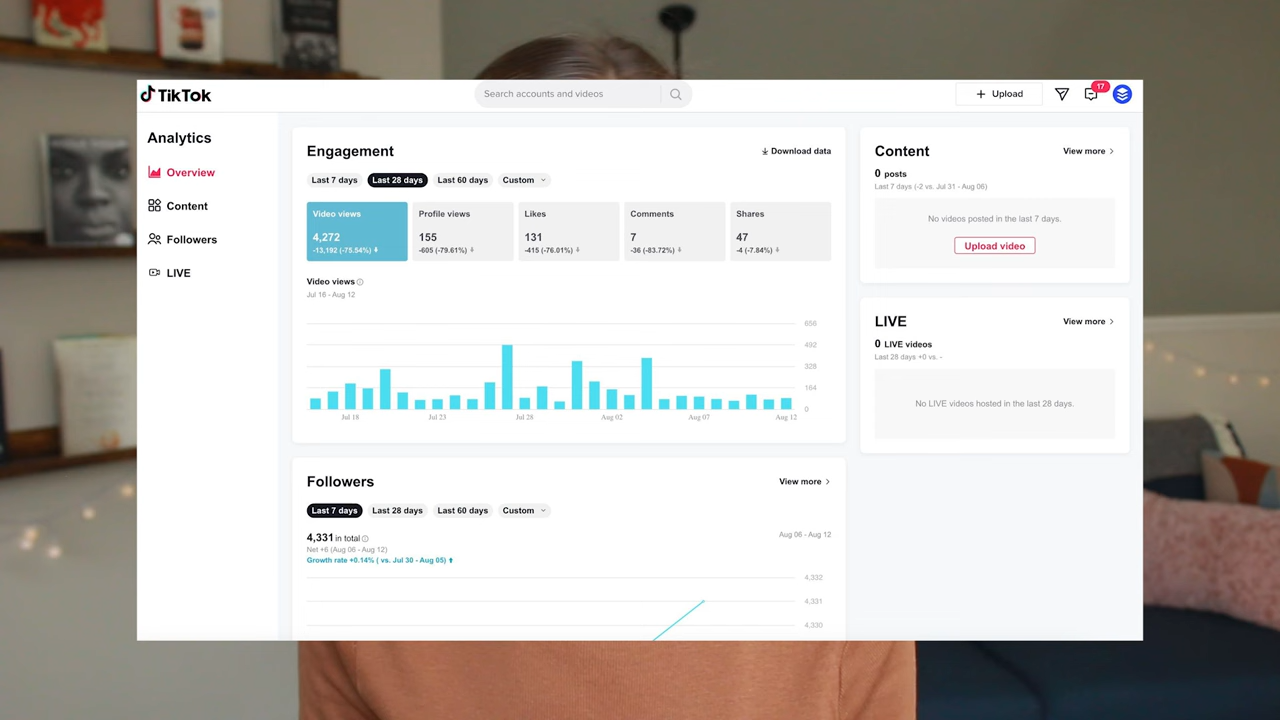 TikTok
Search accounts and videos
Upload
17
Analytics
Overview
Content
Followers
LIVE
Engagement
Download data
Last 7 days
Last 28 days
Last 60 days
Custom
Video views
4,272
-13,192 (-75.54%)
Profile views
155
-605 (-79.61%)
Likes
131
-415 (-76.01%)
Comments
7
-36 (-83.72%)
Shares
47
-4 (-7.84%)
Video views
Jul 16 - Aug 12
656
492
328
164
0
Jul 18
Jul 23
Jul 28
Aug 02
Aug 07
Aug 12
Followers
View more
Last 7 days
Last 28 days
Last 60 days
Custom
4,331 in total
Aug 06 - Aug 12
Net +6 (Aug 06 - Aug 12)
Growth rate +0.14% ( vs. Jul 30 - Aug 05)
4,332
4,331
4,330
Content
View more
0 posts
Last 7 days (-2 vs. Jul 31 - Aug 06)
No videos posted in the last 7 days.
Upload video
LIVE
View more
0 LIVE videos
Last 28 days +0 vs. -
No LIVE videos hosted in the last 28 days.